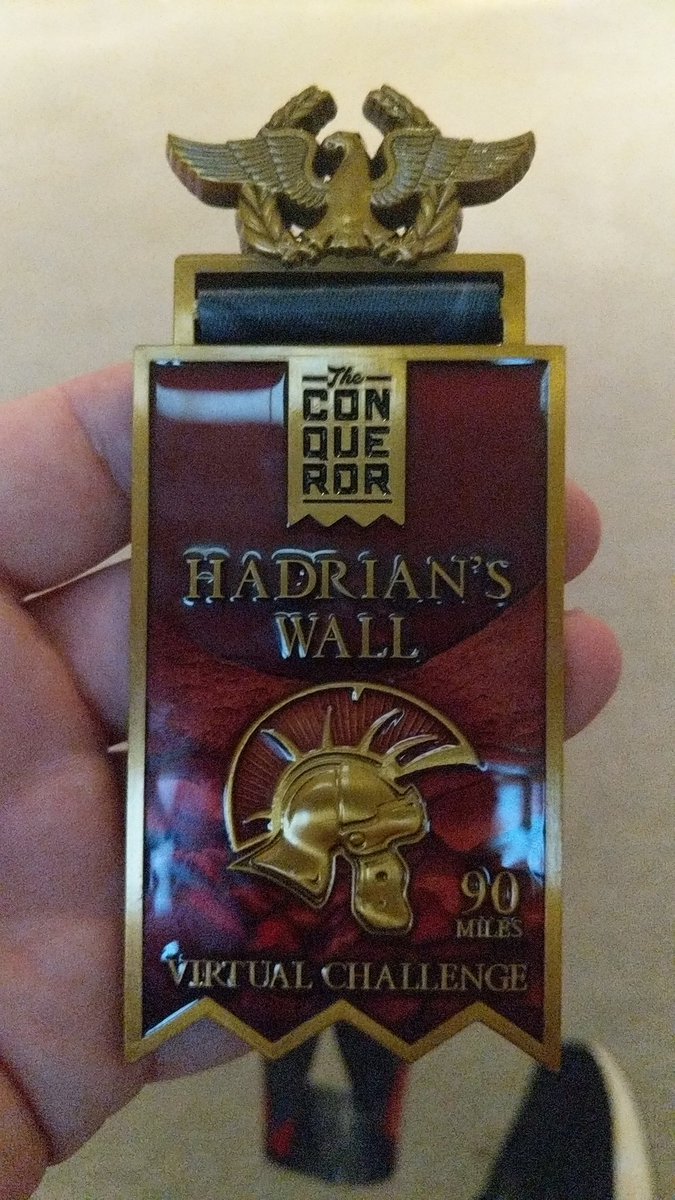 The
CON
QUE
ROR
HADRIAN'S
WALL
90
MILES
VIRTUAL CHALLENGE